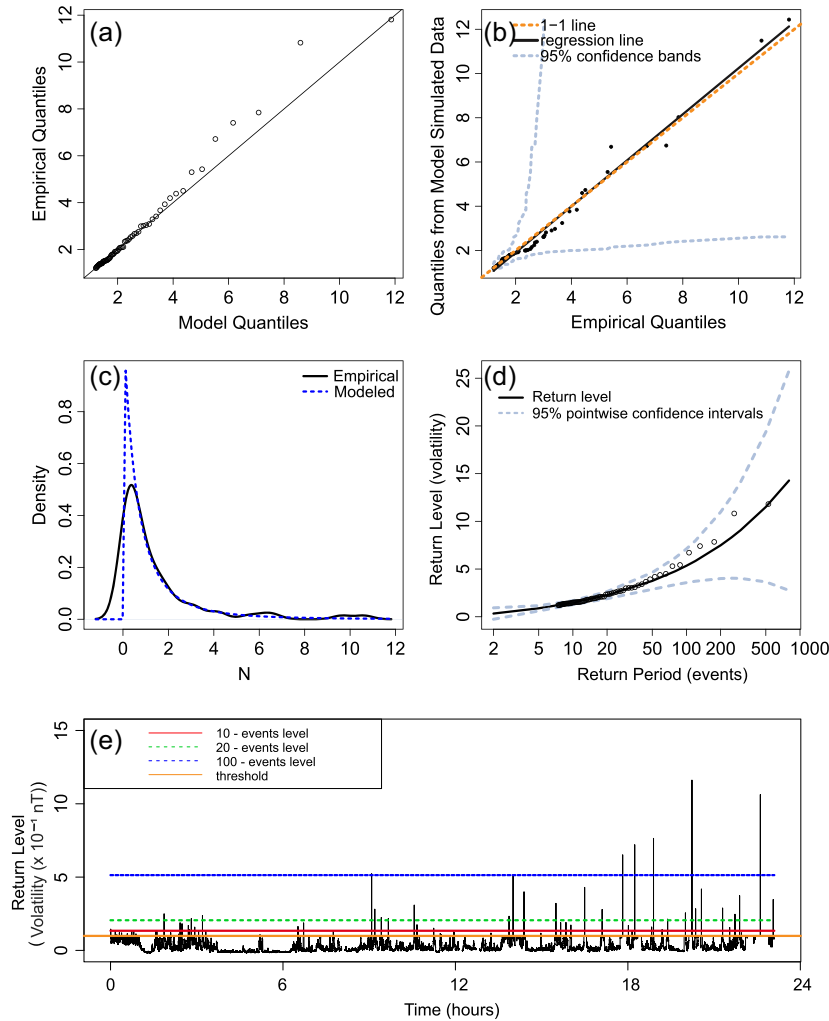 (a)
Empirical Quantiles
12
10
8
6
4
2
2 4 6 8 10 12
Model Quantiles
(b)
1−1 line
regression line
95% confidence bands
Quantiles from Model Simulated Data
12
10
8
6
4
2
2 4 6 8 10 12
Empirical Quantiles
(c)
Empirical
Modeled
Density
0.8
0.6
0.4
0.2
0.0
0 2 4 6 8 10 12
N
(d)
Return level
95% pointwise confidence intervals
Return Level (volatility)
25
20
15
10
5
0
2 5 10 20 50 100 200 500 1000
Return Period (events)
(e)
10 - events level
20 - events level
100 - events level
threshold
Return Level
( Volatility (x 10⁻¹ nT))
15
10
5
0
0 6 12 18 24
Time (hours)